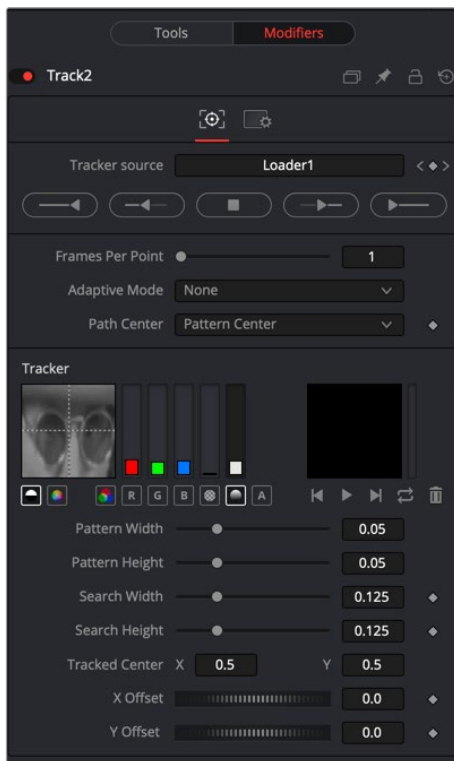 Tools Modifiers
Track2
Tracker source Loader1
Frames Per Point 1
Adaptive Mode None
Path Center Pattern Center
Tracker
R G B A
Pattern Width 0.05
Pattern Height 0.05
Search Width 0.125
Search Height 0.125
Tracked Center X 0.5 Y 0.5
X Offset 0.0
Y Offset 0.0